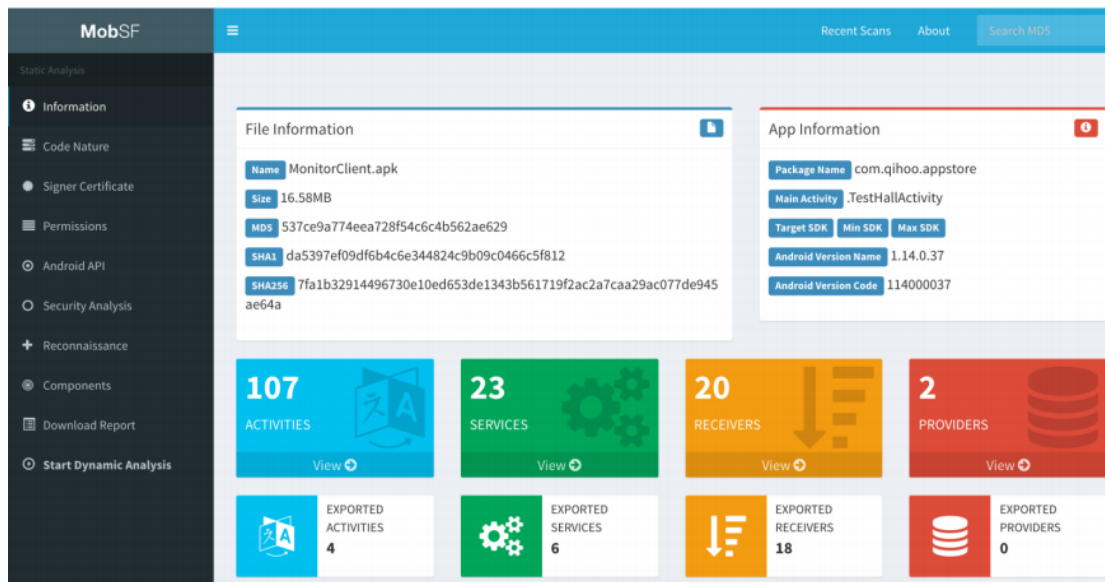 MobSF
Recent Scans About Search MD5
Static Analysis
Information
Code Nature
Signer Certificate
Permissions
Android API
Security Analysis
Reconnaissance
Components
Download Report
Start Dynamic Analysis
File Information
Name MonitorClient.apk
Size 16.58MB
MD5 537ce9a774eea728f54c6c4b562ae629
SHA1 da5397ef09df6b4c6e344824c9b09c0466c5f812
SHA256 7fa1b32914496730e10ed653de1343b561719f2ac2a7caa29ac077de945
ae64a
App Information
Package Name com.qihoo.appstore
Main Activity .TestHallActivity
Target SDK Min SDK Max SDK
Android Version Name 1.14.0.37
Android Version Code 114000037
107
ACTIVITIES
View
23
SERVICES
View
20
RECEIVERS
View
2
PROVIDERS
View
EXPORTED
ACTIVITIES
4
EXPORTED
SERVICES
6
EXPORTED
RECEIVERS
18
EXPORTED
PROVIDERS
0